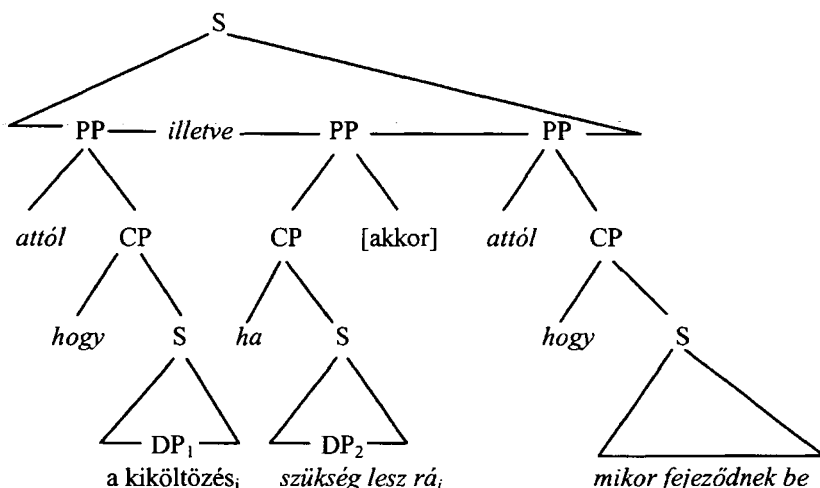 S
PP illetve PP PP
attól CP CP [akkor] attól CP
hogy S ha S hogy S
DP₁ DP₂
a kiköltözésᵢ szükség lesz ráᵢ mikor fejeződnek be